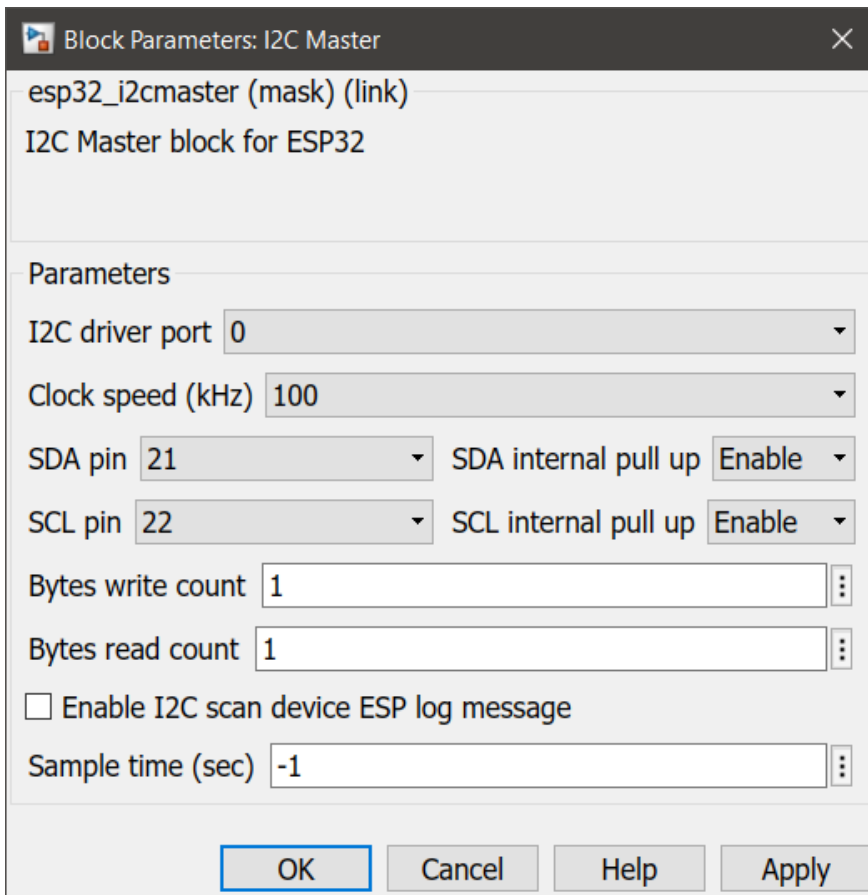 Block Parameters: I2C Master
esp32_i2cmaster (mask) (link)
I2C Master block for ESP32
Parameters
I2C driver port 0
Clock speed (kHz) 100
SDA pin 21 SDA internal pull up Enable
SCL pin 22 SCL internal pull up Enable
Bytes write count 1
Bytes read count 1
Enable I2C scan device ESP log message
Sample time (sec) -1
OK Cancel Help Apply